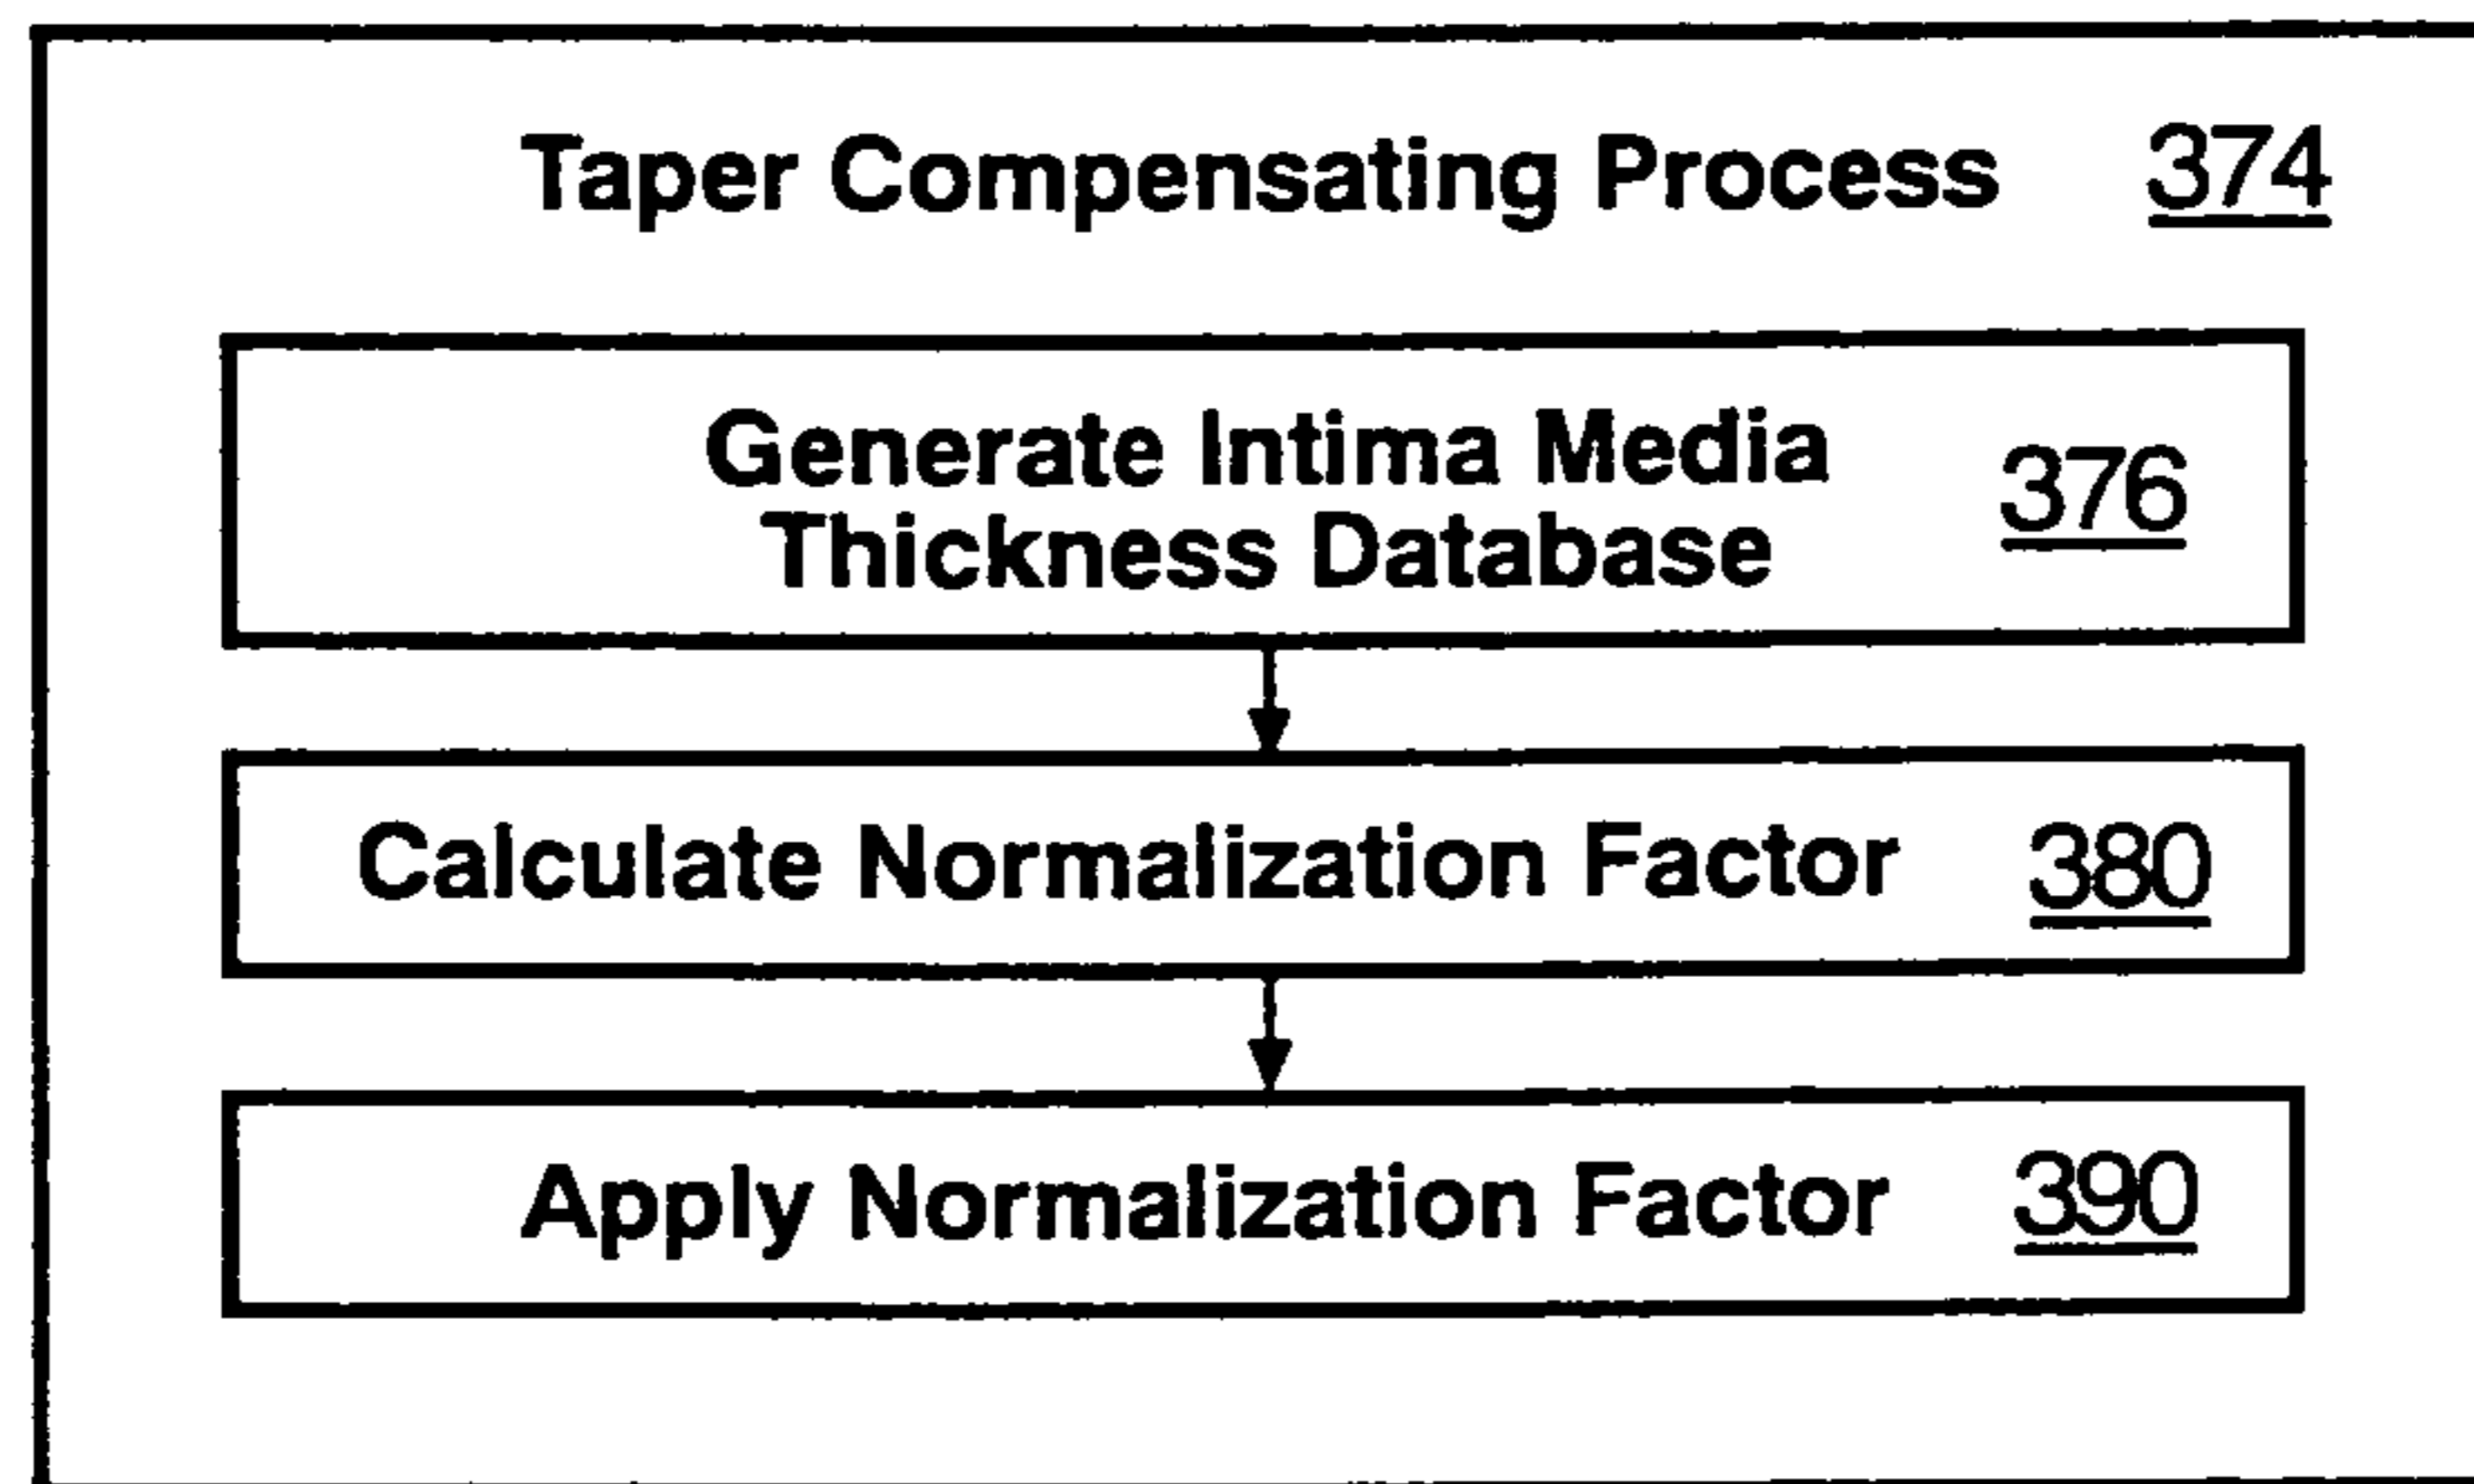 Taper Compensating Process 374
Generate Intima Media
Thickness Database 376
Calculate Normalization Factor 380
Apply Normalization Factor 390